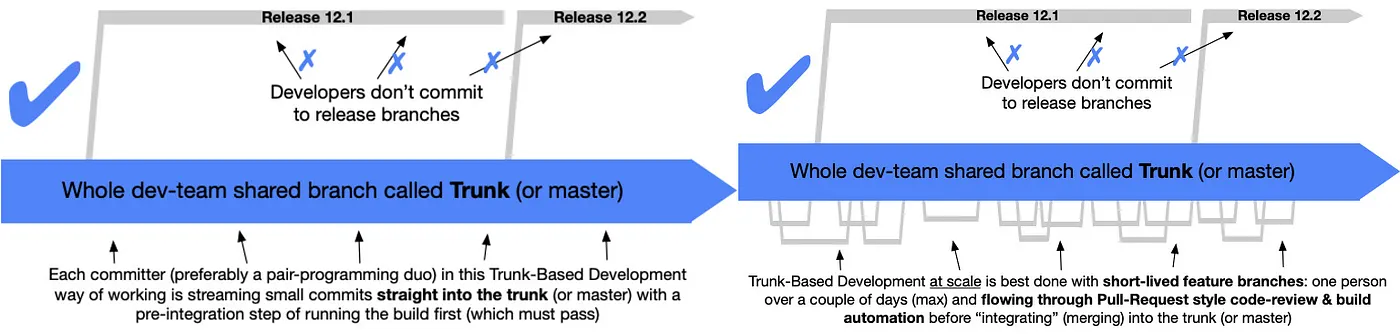 Release 12.1
Release 12.2
Developers don’t commit
to release branches
Whole dev-team shared branch called Trunk (or master)
Each committer (preferably a pair-programming duo) in this Trunk-Based Development
way of working is streaming small commits straight into the trunk (or master) with a
pre-integration step of running the build first (which must pass)
Release 12.1
Release 12.2
Developers don’t commit
to release branches
Whole dev-team shared branch called Trunk (or master)
Trunk-Based Development at scale is best done with short-lived feature branches: one person
over a couple of days (max) and flowing through Pull-Request style code-review & build
automation before “integrating” (merging) into the trunk (or master)